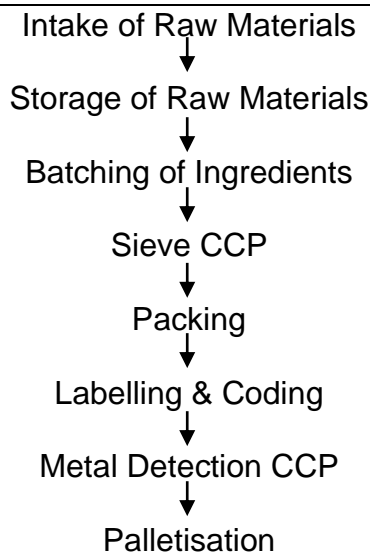 Intake of Raw Materials
Storage of Raw Materials
Batching of Ingredients
Sieve CCP
Packing
Labelling & Coding
Metal Detection CCP
Palletisation